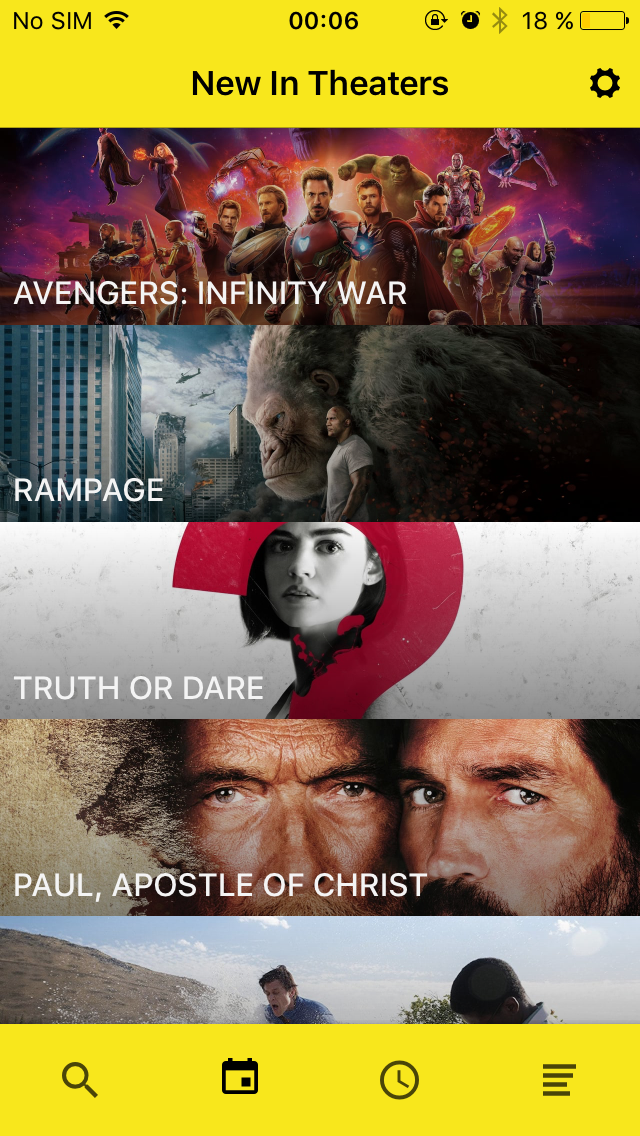 No SIM 00:06 18 %
New In Theaters
AVENGERS: INFINITY WAR
RAMPAGE
TRUTH OR DARE
PAUL, APOSTLE OF CHRIST